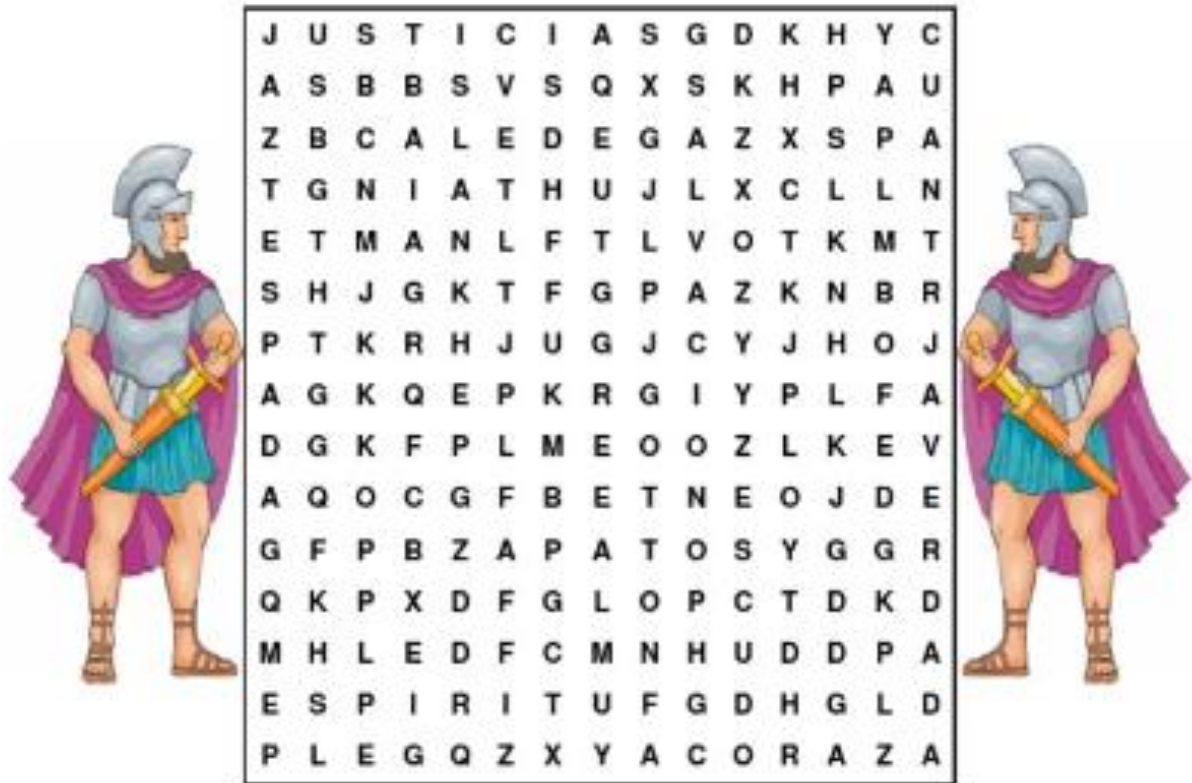 J U S T I C I A S G D K H Y C
A S B B S V S Q X S K H P A U
Z B C A L E D E G A Z X S P A
T G N I A T H U J L X C L L N
E T M A N L F T L V O T K M T
S H J G K T F G P A Z K N B R
P T K R H J U G J C Y J H O J
A G K Q E P K R G I Y P L F A
D G K F P L M E O O Z L K E V
A Q O C G F B E T N E O J D E
G F P B Z A P A T O S Y G G R
Q K P X D F G L O P C T D K D
M H L E D F C M N H U D D P A
E S P I R I T U F G D H G L D
P L E G Q Z X Y A C O R A Z A